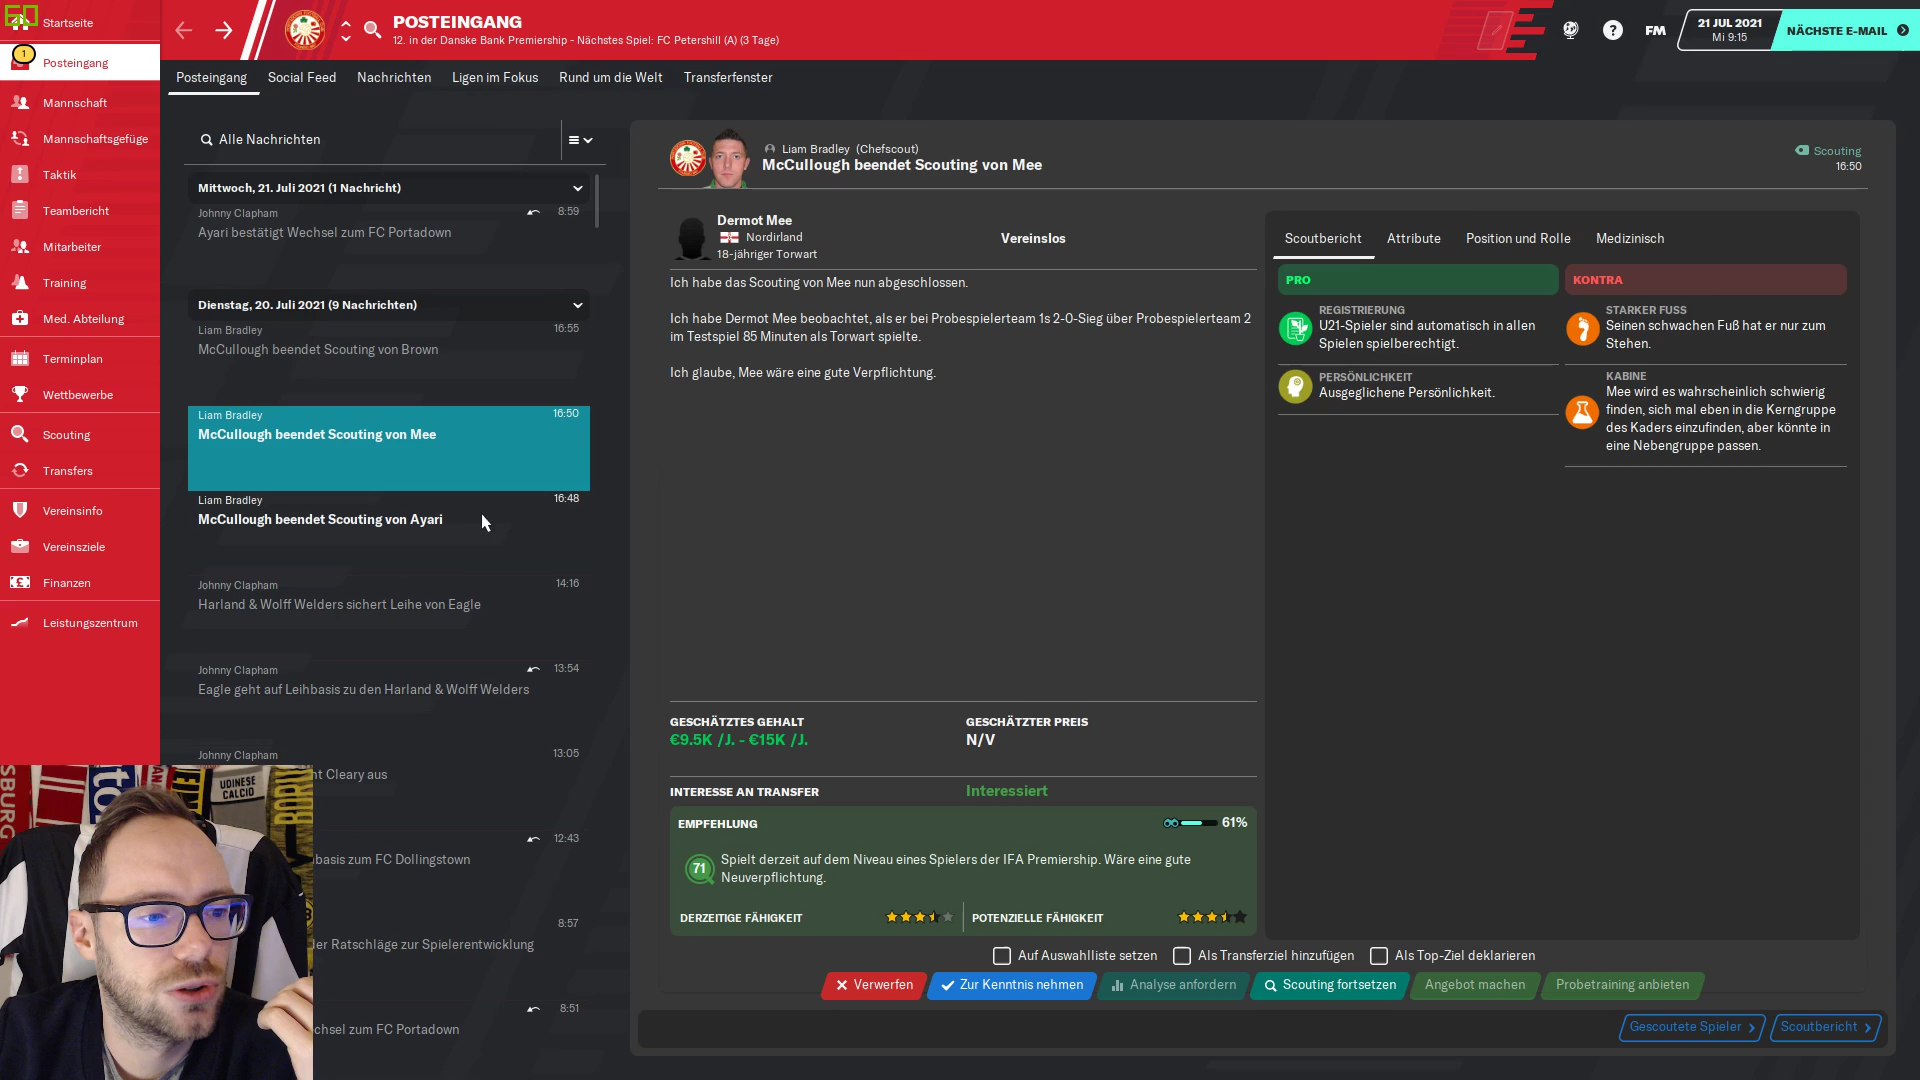 Startseite
1
Posteingang
Mannschaft
Mannschaftsgefüge
Taktik
Teambericht
Mitarbeiter
Training
Med. Abteilung
Terminplan
Wettbewerbe
Scouting
Transfers
Vereinsinfo
Vereinsziele
Finanzen
Leistungszentrum
POSTEINGANG
12. in der Danske Bank Premiership - Nächstes Spiel: FC Petershill (A) (3 Tage)
FM
21 JUL 2021
Mi 9:15
NÄCHSTE E-MAIL
Posteingang Social Feed Nachrichten Ligen im Fokus Rund um die Welt Transferfenster
Alle Nachrichten
Mittwoch, 21. Juli 2021 (1 Nachricht)
Johnny Clapham 8:59
Ayari bestätigt Wechsel zum FC Portadown
Dienstag, 20. Juli 2021 (9 Nachrichten)
Liam Bradley 16:55
McCullough beendet Scouting von Brown
Liam Bradley 16:50
McCullough beendet Scouting von Mee
Liam Bradley 16:48
McCullough beendet Scouting von Ayari
Johnny Clapham 14:16
Harland & Wolff Welders sichert Leihe von Eagle
Johnny Clapham 13:54
Eagle geht auf Leihbasis zu den Harland & Wolff Welders
Johnny Clapham 13:05
Cleary aus
12:43
basis zum FC Dollingstown
8:57
Ratschläge zur Spielerentwicklung
8:51
zum FC Portadown
UDINESE
CALCIO
Liam Bradley (Chefscout)
McCullough beendet Scouting von Mee
Scouting
16:50
Dermot Mee
Nordirland
18-jähriger Torwart
Vereinslos
Ich habe das Scouting von Mee nun abgeschlossen.
Ich habe Dermot Mee beobachtet, als er bei Probespielerteam 1s 2-0-Sieg über Probespielerteam 2
im Testspiel 85 Minuten als Torwart spielte.
Ich glaube, Mee wäre eine gute Verpflichtung.
GESCHÄTZTES GEHALT
€9.5K /J. - €15K /J.
GESCHÄTZTER PREIS
N/V
INTERESSE AN TRANSFER Interessiert
EMPFEHLUNG 61%
71
Spielt derzeit auf dem Niveau eines Spielers der IFA Premiership. Wäre eine gute
Neuverpflichtung.
DERZEITIGE FÄHIGKEIT POTENZIELLE FÄHIGKEIT
Scoutbericht Attribute Position und Rolle Medizinisch
PRO
REGISTRIERUNG
U21-Spieler sind automatisch in allen
Spielen spielberechtigt.
PERSÖNLICHKEIT
Ausgeglichene Persönlichkeit.
KONTRA
STARKER FUSS
Seinen schwachen Fuß hat er nur zum
Stehen.
KABINE
Mee wird es wahrscheinlich schwierig
finden, sich mal eben in die Kerngruppe
des Kaders einzufinden, aber könnte in
eine Nebengruppe passen.
Auf Auswahlliste setzen Als Transferziel hinzufügen Als Top-Ziel deklarieren
Verwerfen Zur Kenntnis nehmen Analyse anfordern Scouting fortsetzen Angebot machen Probetraining anbieten
Gescoutete Spieler Scoutbericht